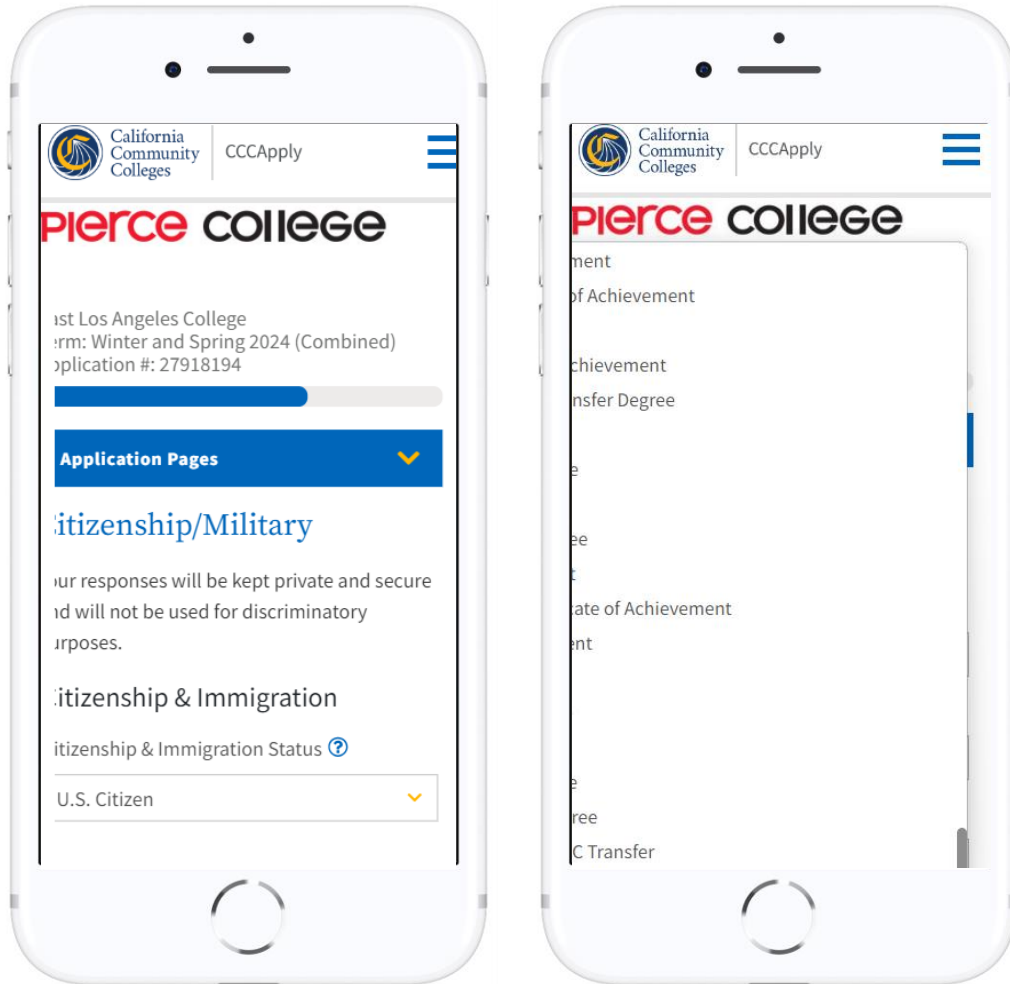 California
Community
Colleges
CCCApply
PIERCE COLLEGE
ast Los Angeles College
rm: Winter and Spring 2024 (Combined)
pplication #: 27918194
Application Pages
itizenship/Military
ur responses will be kept private and secure
nd will not be used for discriminatory
urposes.
itizenship & Immigration
itizenship & Immigration Status ?
U.S. Citizen
California
Community
Colleges
CCCApply
PIERCE COLLEGE
ment
of Achievement
chievement
nsfer Degree
e
ee
t
cate of Achievement
ent
e
ree
C Transfer